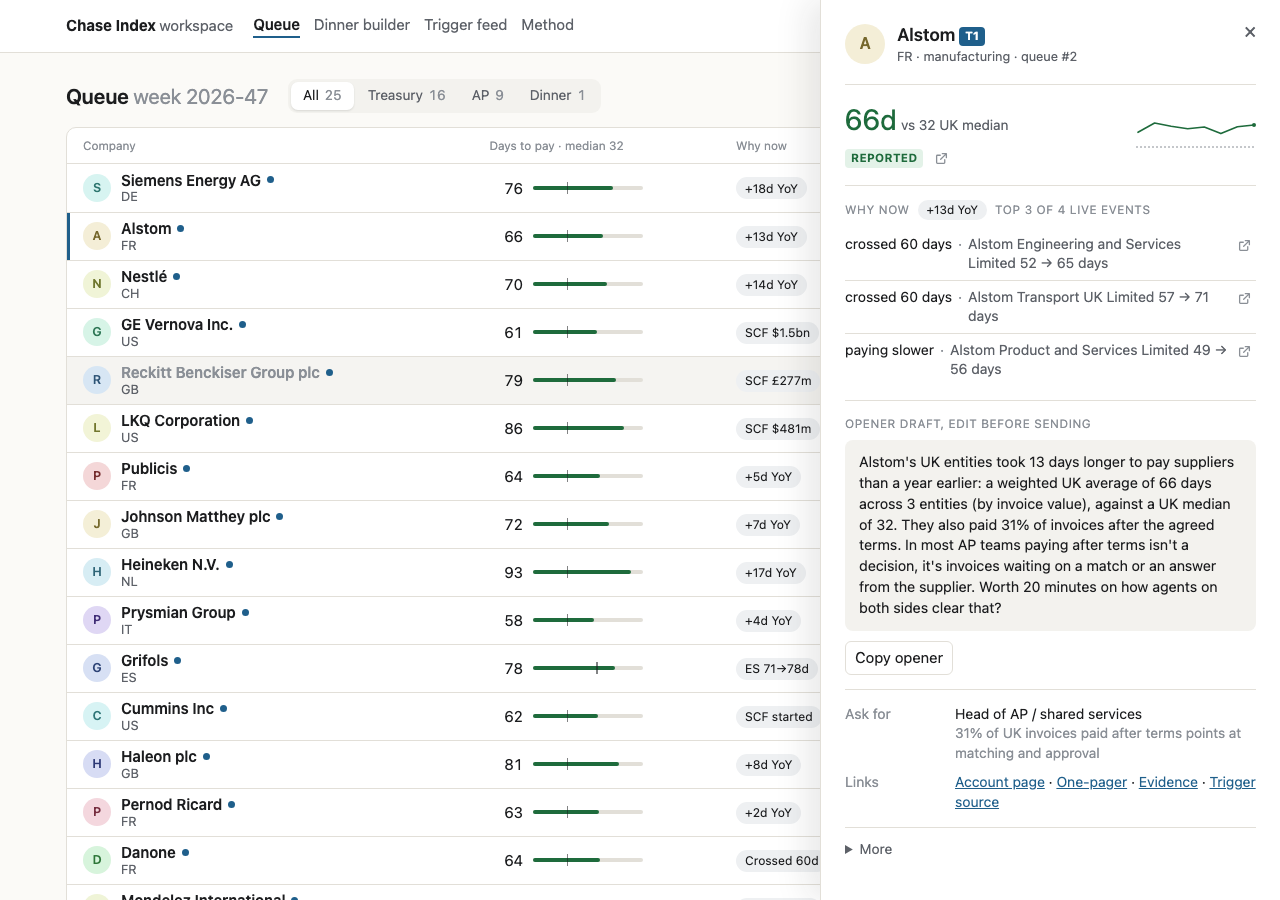 Chase Index workspace Queue Dinner builder Trigger feed Method
Queue week 2026-47 All 25 Treasury 16 AP 9 Dinner 1
Company Days to pay · median 32 Why now
S Siemens Energy AG 76 +18d YoY
DE
A Alstom 66 +13d YoY
FR
N Nestlé 70 +14d YoY
CH
G GE Vernova Inc. 61 SCF $1.5bn
US
R Reckitt Benckiser Group plc 79 SCF £277m
GB
L LKQ Corporation 86 SCF $481m
US
P Publicis 64 +5d YoY
FR
J Johnson Matthey plc 72 +7d YoY
GB
H Heineken N.V. 93 +17d YoY
NL
P Prysmian Group 58 +4d YoY
IT
G Grifols 78 ES 71→78d
ES
C Cummins Inc 62 SCF started
US
H Haleon plc 81 +8d YoY
GB
P Pernod Ricard 63 +2d YoY
FR
D Danone 64 Crossed 60d
FR
Mondelez International
A Alstom T1 ×
FR · manufacturing · queue #2
66d vs 32 UK median
REPORTED
WHY NOW +13d YoY TOP 3 OF 4 LIVE EVENTS
crossed 60 days · Alstom Engineering and Services
Limited 52 → 65 days
crossed 60 days · Alstom Transport UK Limited 57 → 71
days
paying slower · Alstom Product and Services Limited 49 →
56 days
OPENER DRAFT, EDIT BEFORE SENDING
Alstom's UK entities took 13 days longer to pay suppliers
than a year earlier: a weighted UK average of 66 days
across 3 entities (by invoice value), against a UK median
of 32. They also paid 31% of invoices after the agreed
terms. In most AP teams paying after terms isn't a
decision, it's invoices waiting on a match or an answer
from the supplier. Worth 20 minutes on how agents on
both sides clear that?
Copy opener
Ask for Head of AP / shared services
31% of UK invoices paid after terms points at
matching and approval
Links Account page · One-pager · Evidence · Trigger
source
More